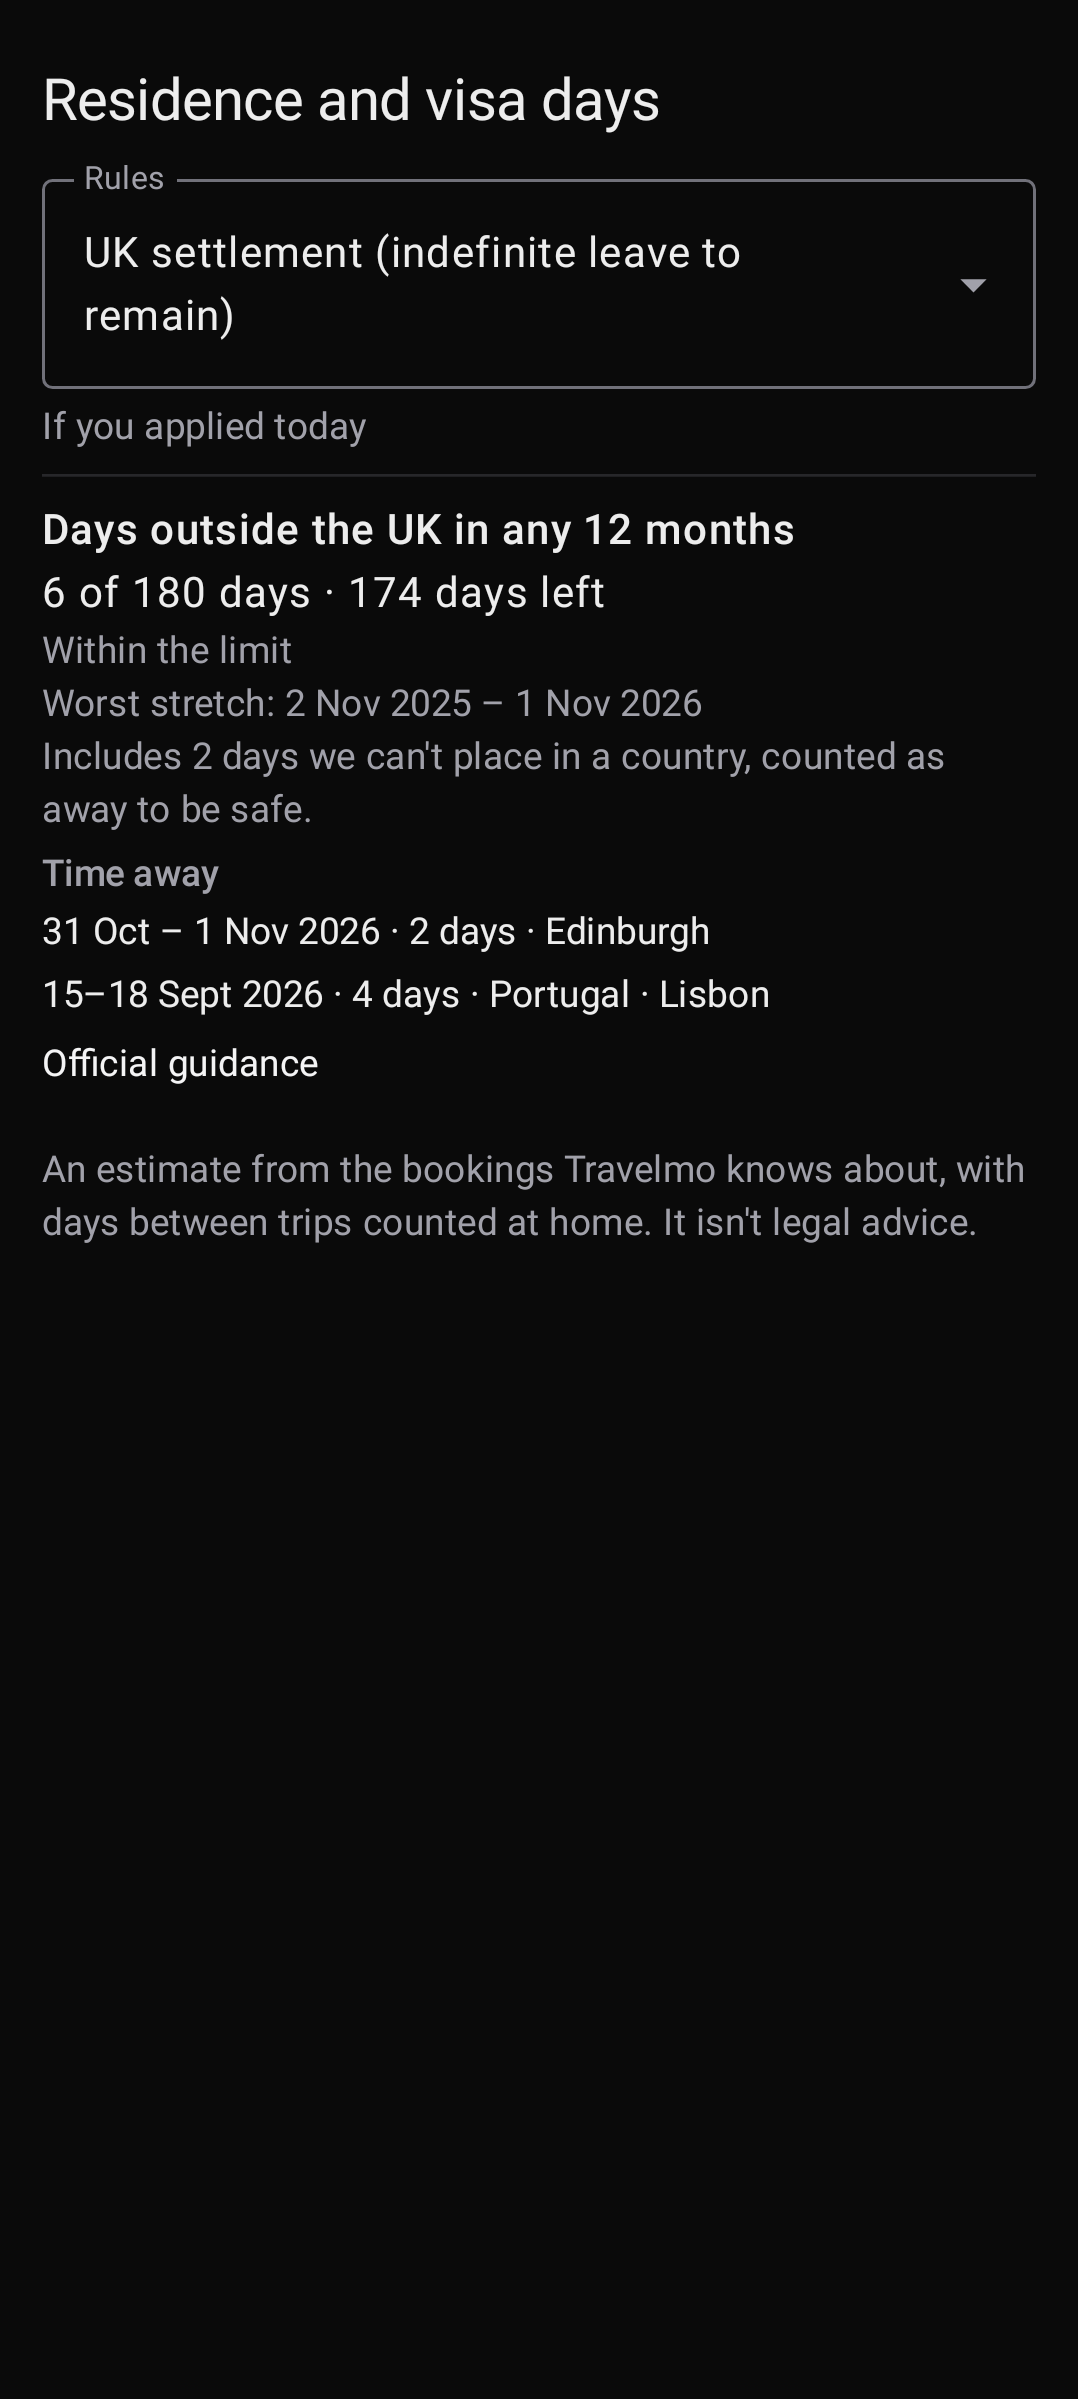 Residence and visa days
Rules
UK settlement (indefinite leave to
remain)
If you applied today
Days outside the UK in any 12 months
6 of 180 days · 174 days left
Within the limit
Worst stretch: 2 Nov 2025 – 1 Nov 2026
Includes 2 days we can't place in a country, counted as
away to be safe.
Time away
31 Oct – 1 Nov 2026 · 2 days · Edinburgh
15–18 Sept 2026 · 4 days · Portugal · Lisbon
Official guidance
An estimate from the bookings Travelmo knows about, with
days between trips counted at home. It isn't legal advice.